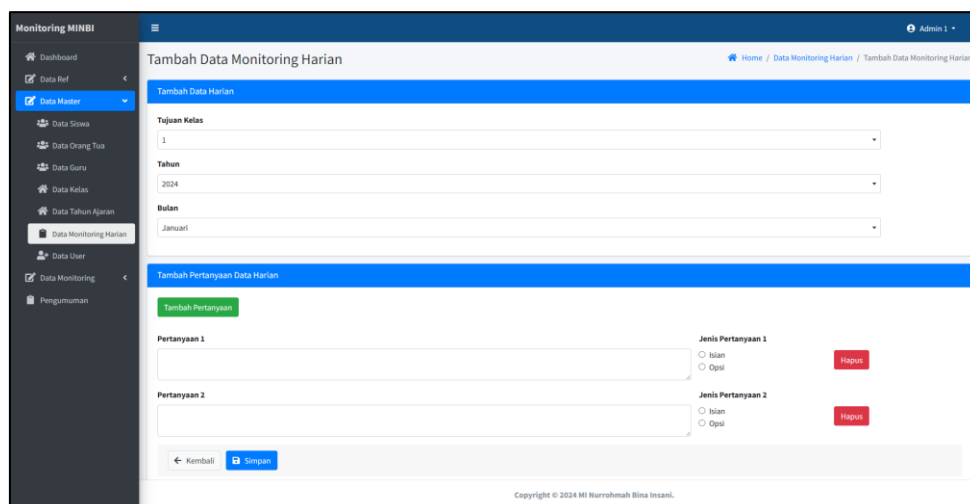 Monitoring MINBI
Admin 1
Dashboard
Data Ref
Data Master
Data Siswa
Data Orang Tua
Data Guru
Data Kelas
Data Tahun Ajaran
Data Monitoring Harian
Data User
Data Monitoring
Pengumuman
Tambah Data Monitoring Harian
Home / Data Monitoring Harian / Tambah Data Monitoring Harian
Tambah Data Harian
Tujuan Kelas
1
Tahun
2024
Bulan
Januari
Tambah Pertanyaan Data Harian
Tambah Pertanyaan
Pertanyaan 1
Jenis Pertanyaan 1
Isian
Opsi
Hapus
Pertanyaan 2
Jenis Pertanyaan 2
Isian
Opsi
Hapus
Kembali
Simpan
Copyright © 2024 MI Nurrohmah Bina Insani.